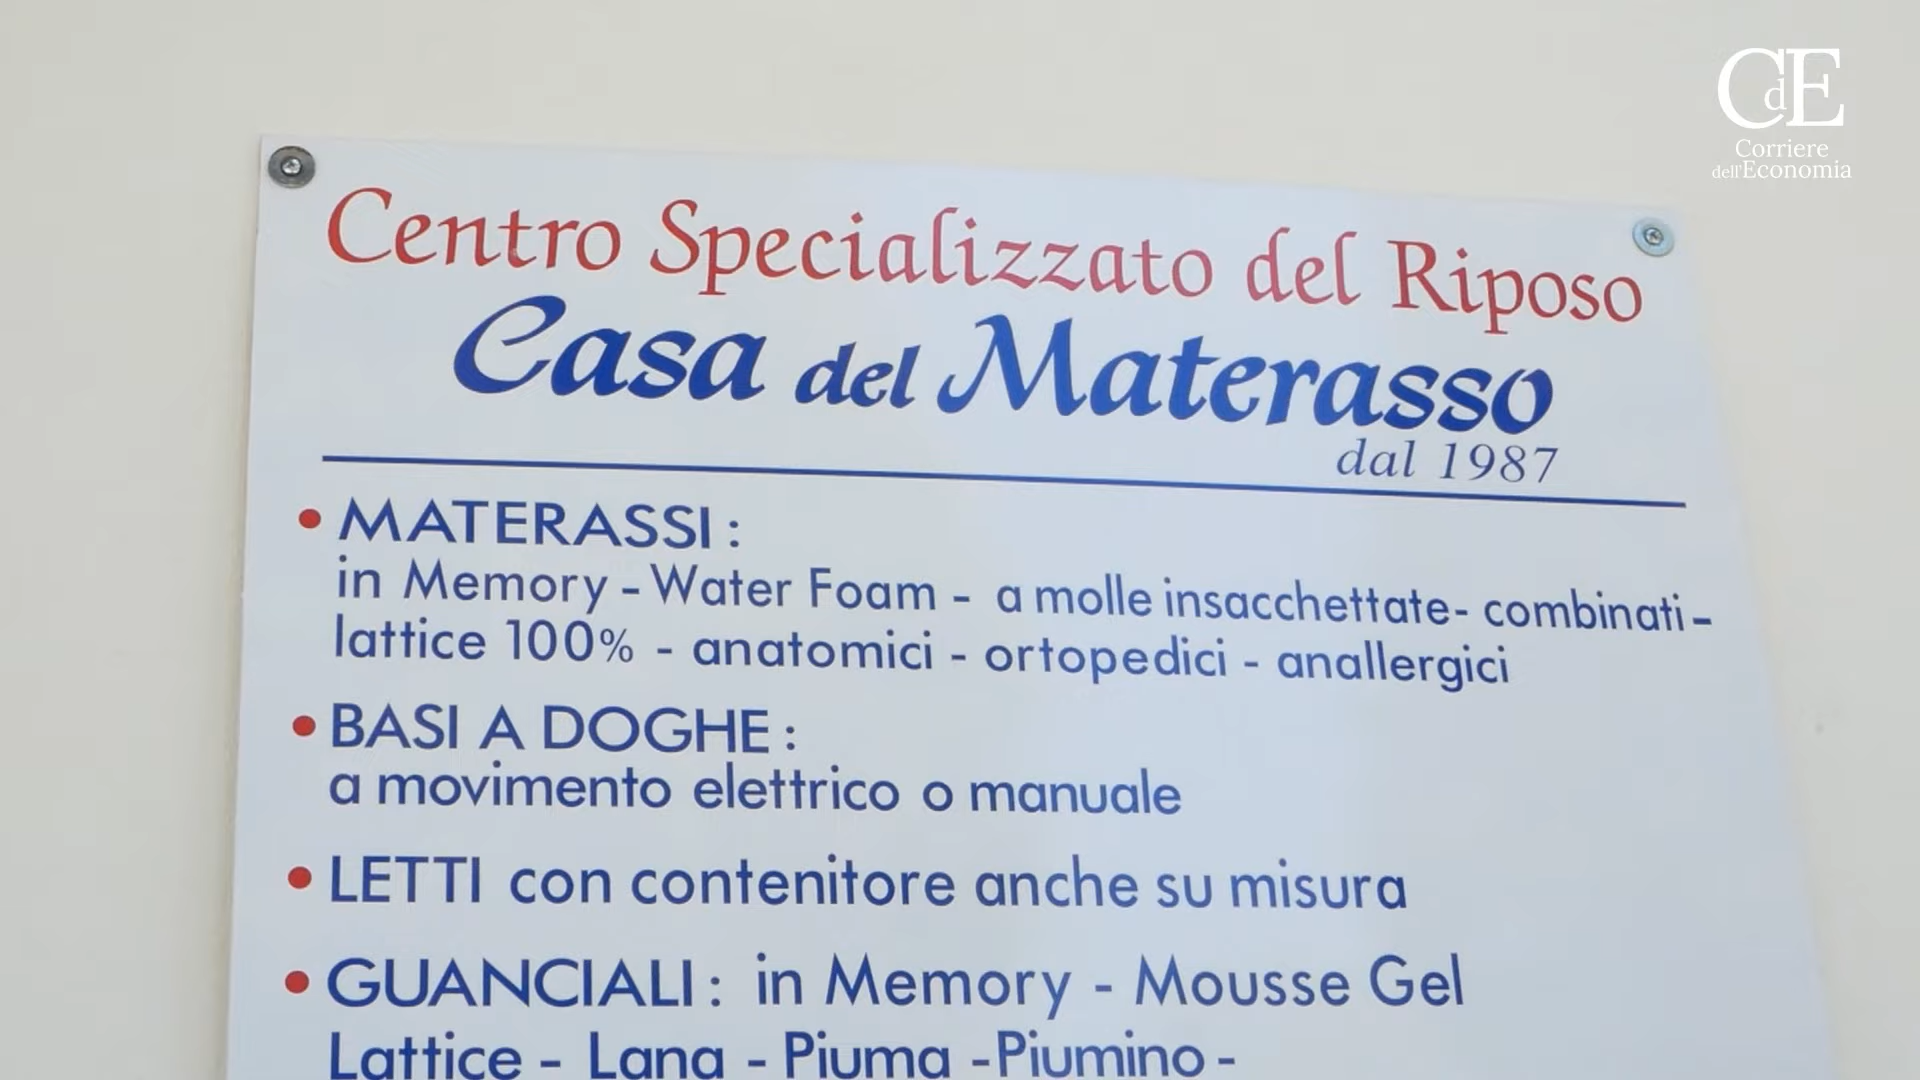 CdE
Corriere
dell'Economia
Centro Specializzato del Riposo
Casa del Materasso
dal 1987
• MATERASSI :
in Memory - Water Foam - a molle insacchettate - combinati -
lattice 100% - anatomici - ortopedici - anallergici
• BASI A DOGHE :
a movimento elettrico o manuale
• LETTI con contenitore anche su misura
• GUANCIALI : in Memory - Mousse Gel
Lattice - Lana - Piuma - Piumino -